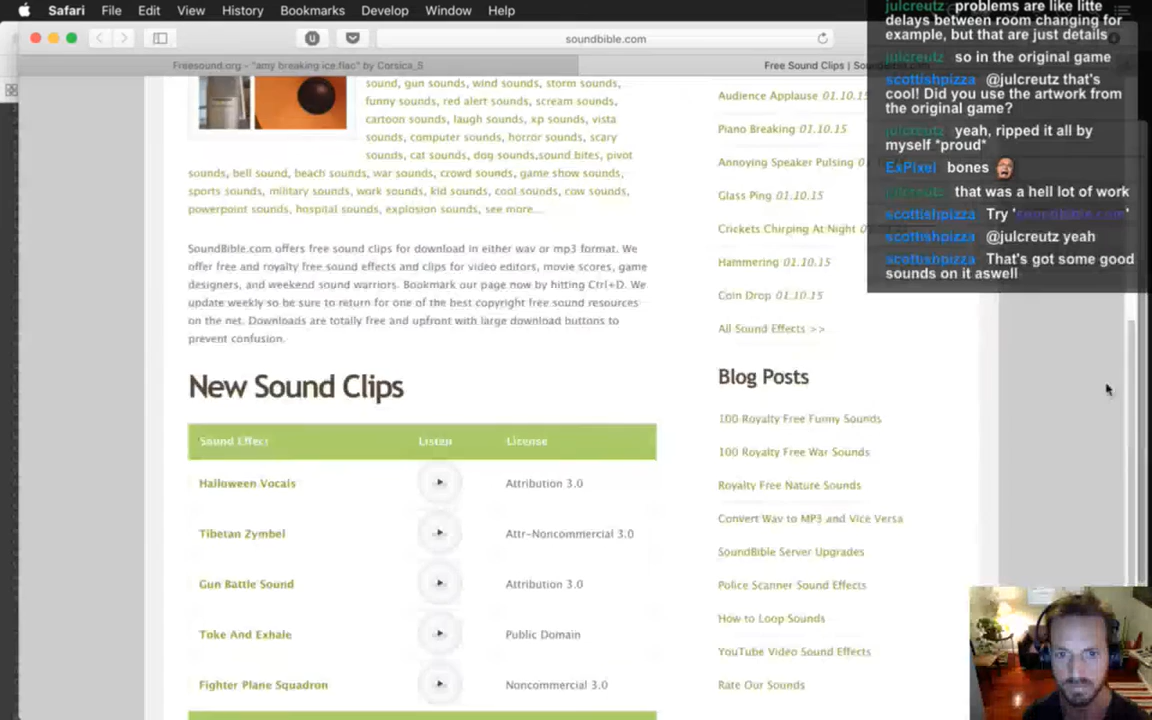 Safari File Edit View History Bookmarks Develop Window Help
soundbible.com
Freesound.org - "amy breaking ice.flac" by Corsica_S
Free Sound Clips | Sound
sound, gun sounds, wind sounds, storm sounds,
funny sounds, red alert sounds, scream sounds,
cartoon sounds, laugh sounds, xp sounds, vista
sounds, computer sounds, horror sounds, scary
sounds, cat sounds, dog sounds,sound bites, pivot
sounds, bell sound, beach sounds, war sounds, crowd sounds, game show sounds,
sports sounds, military sounds, work sounds, kid sounds, cool sounds, cow sounds,
powerpoint sounds, hospital sounds, explosion sounds, see more...
SoundBible.com offers free sound clips for download in either wav or mp3 format. We
offer free and royalty free sound effects and clips for video editors, movie scores, game
designers, and weekend sound warriors. Bookmark our page now by hitting Ctrl+D. We
update weekly so be sure to return for one of the best copyright free sound resources
on the net. Downloads are totally free and upfront with large download buttons to
prevent confusion.
New Sound Clips
Sound Effect Listen License
Halloween Vocals Attribution 3.0
Tibetan Zymbel Attr-Noncommercial 3.0
Gun Battle Sound Attribution 3.0
Toke And Exhale Public Domain
Fighter Plane Squadron Noncommercial 3.0
Audience Applause 01.10.15
Piano Breaking 01.10.15
Annoying Speaker Pulsing
Glass Ping 01.10.15
Crickets Chirping At Night
Hammering 01.10.15
Coin Drop 01.10.15
All Sound Effects >>
Blog Posts
100 Royalty Free Funny Sounds
100 Royalty Free War Sounds
Royalty Free Nature Sounds
Convert Wav to MP3 and Vice Versa
SoundBible Server Upgrades
Police Scanner Sound Effects
How to Loop Sounds
YouTube Video Sound Effects
Rate Our Sounds
julcreutz problems are like litte
delays between room changing for
example, but that are just details
julcreutz so in the original game
scottishpizza @julcreutz that's
cool! Did you use the artwork from
the original game?
julcreutz yeah, ripped it all by
myself *proud*
ExPixel bones
julcreutz that was a hell lot of work
scottishpizza Try 'soundbible.com'
scottishpizza @julcreutz yeah
scottishpizza That's got some good
sounds on it aswell